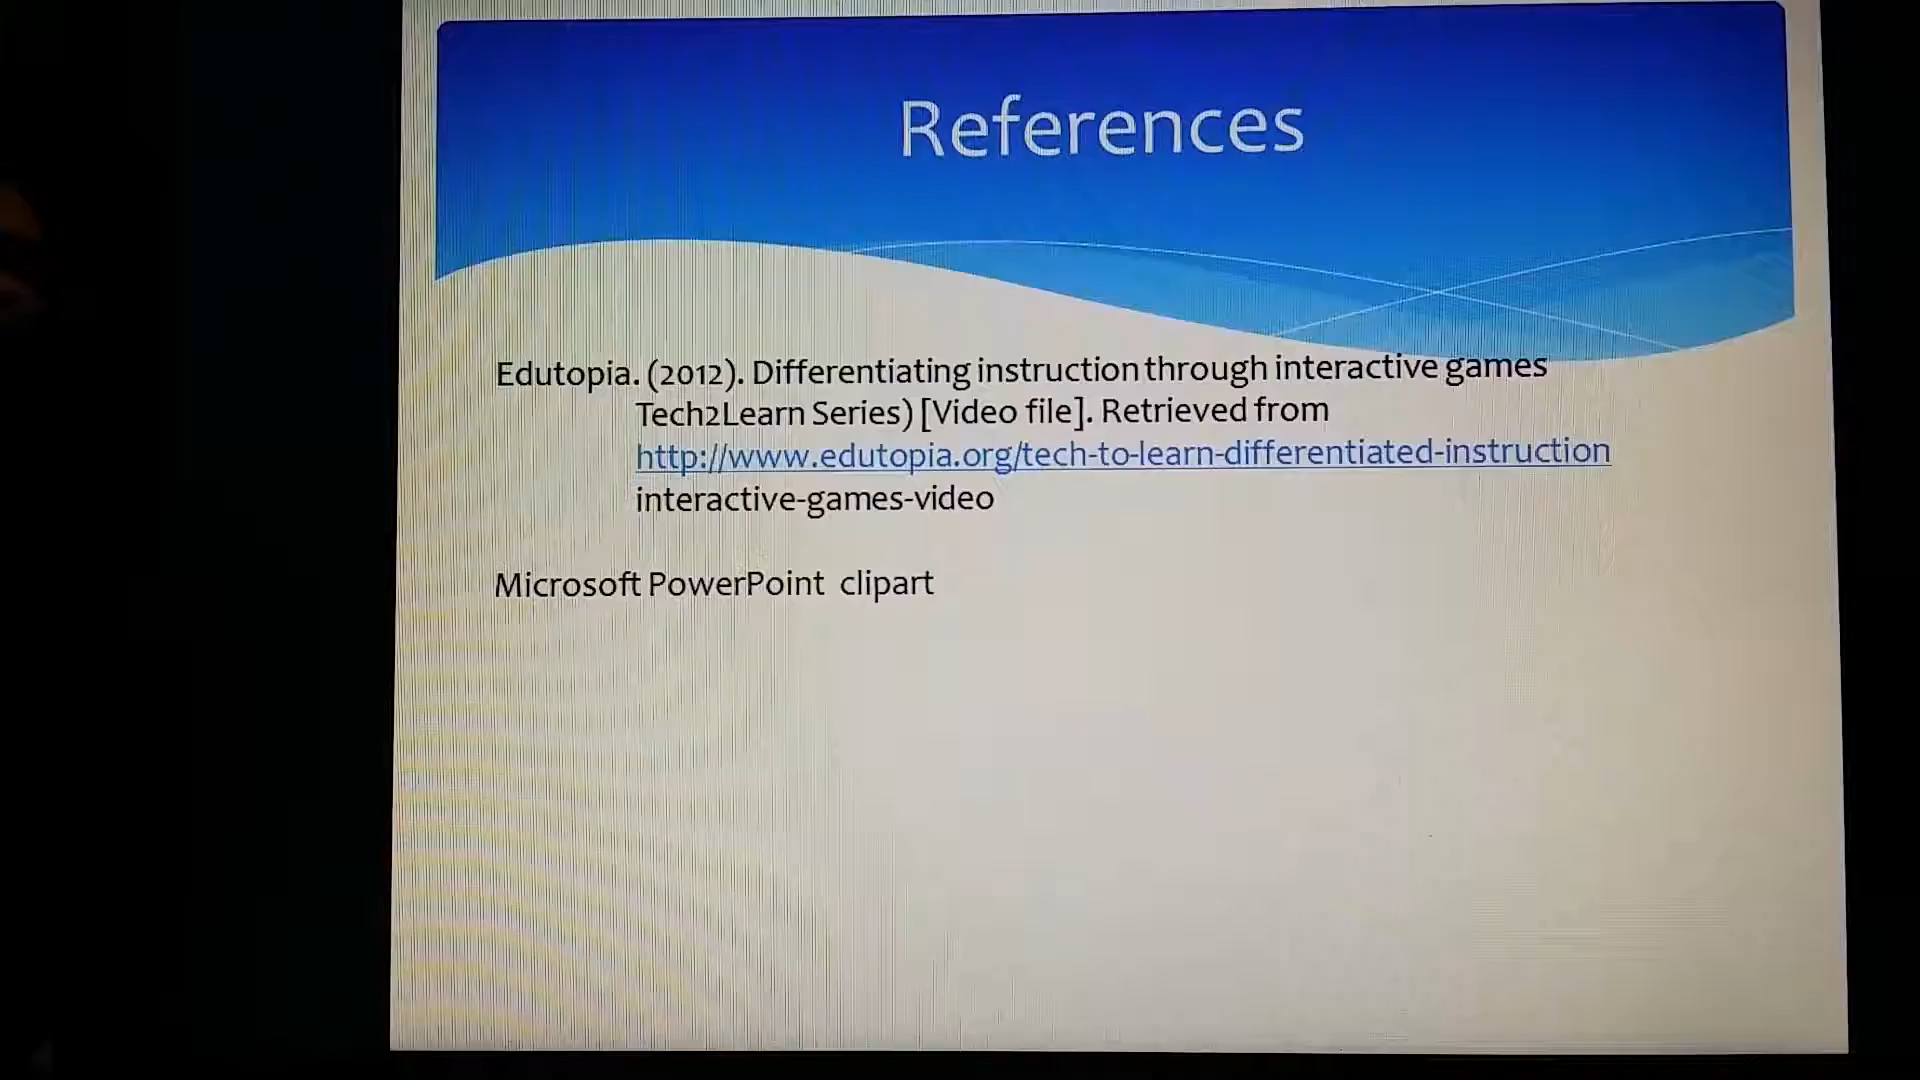 References
Edutopia. (2012). Differentiating instruction through interactive games
Tech2Learn Series) [Video file]. Retrieved from
http://www.edutopia.org/tech-to-learn-differentiated-instruction
interactive-games-video
Microsoft PowerPoint clipart